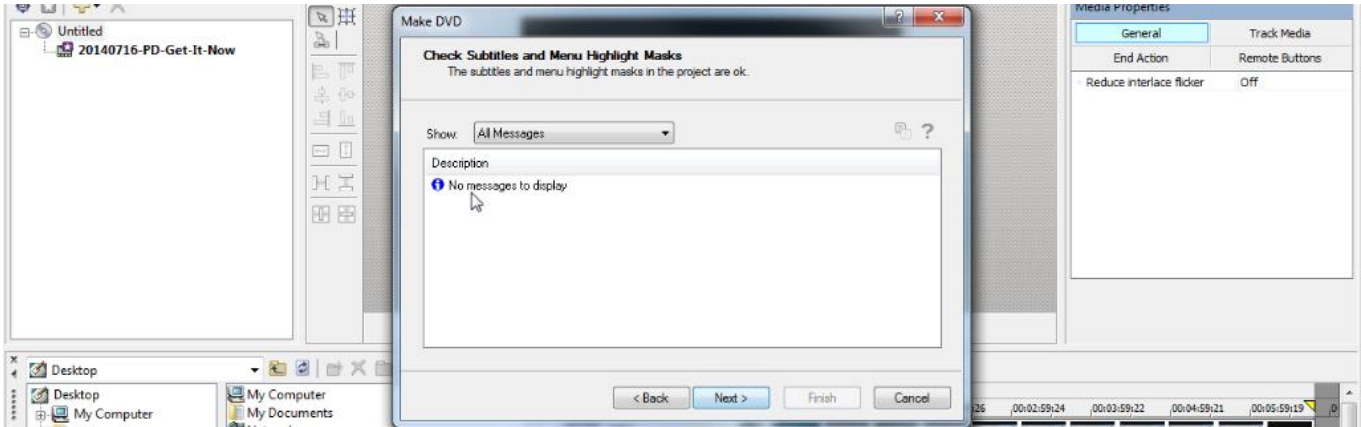 Media Properties
Untitled
20140716-PD-Get-It-Now
Make DVD
Check Subtitles and Menu Highlight Masks
The subtitles and menu highlight masks in the project are ok.
General
Track Media
End Action
Remote Buttons
Reduce interlace flicker
Off
Show:
All Messages
Description
No messages to display
Desktop
Desktop
My Computer
My Computer
My Documents
< Back
Next >
Finish
Cancel
00:02:59;24
00:03:59;22
00:04:59;21
00:05:59;19